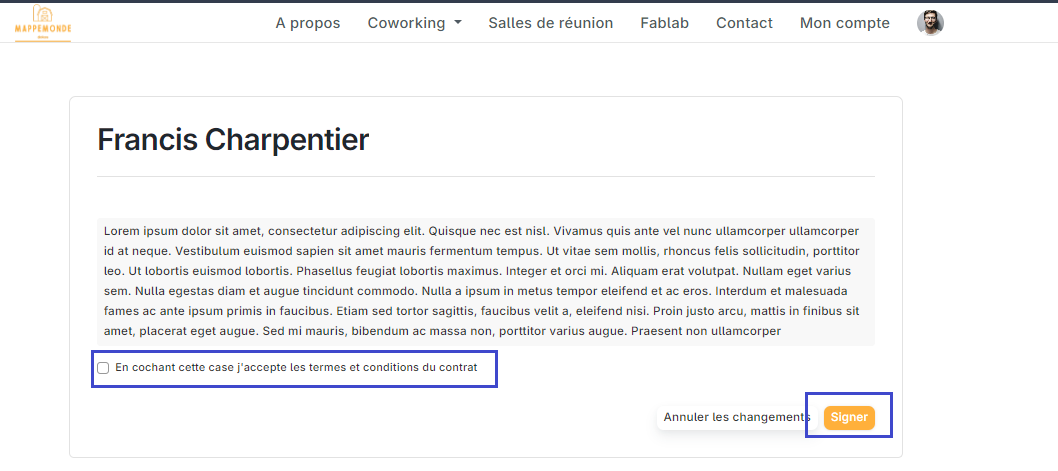 MAPPEMONDE
A propos Coworking Salles de réunion Fablab Contact Mon compte
Francis Charpentier
Lorem ipsum dolor sit amet, consectetur adipiscing elit. Quisque nec est nisl. Vivamus quis ante vel nunc ullamcorper ullamcorper
id at neque. Vestibulum euismod sapien sit amet mauris fermentum tempus. Ut vitae sem mollis, rhoncus felis sollicitudin, porttitor
leo. Ut lobortis euismod lobortis. Phasellus feugiat lobortis maximus. Integer et orci mi. Aliquam erat volutpat. Nullam eget varius
sem. Nulla egestas diam et augue tincidunt commodo. Nulla a ipsum in metus tempor eleifend et ac eros. Interdum et malesuada
fames ac ante ipsum primis in faucibus. Etiam sed tortor sagittis, faucibus velit a, eleifend nisi. Proin justo arcu, mattis in finibus sit
amet, placerat eget augue. Sed mi mauris, bibendum ac massa non, porttitor varius augue. Praesent non ullamcorper
En cochant cette case j'accepte les termes et conditions du contrat
Annuler les changements Signer